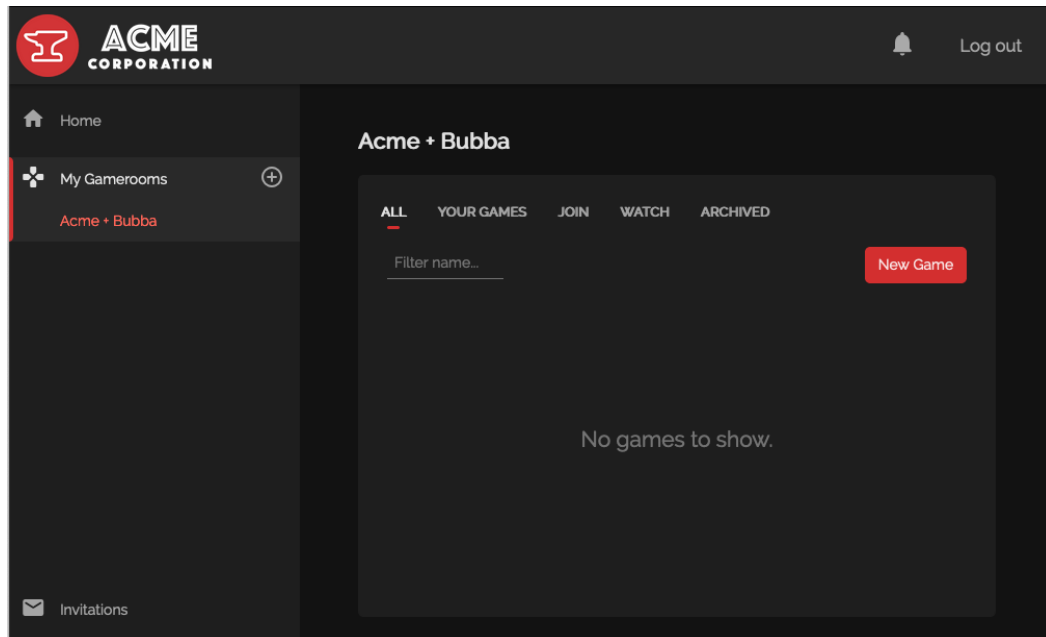 ACME
CORPORATION
Log out
Home
My Gamerooms
Acme + Bubba
Invitations
Acme + Bubba
ALL YOUR GAMES JOIN WATCH ARCHIVED
Filter name...
New Game
No games to show.